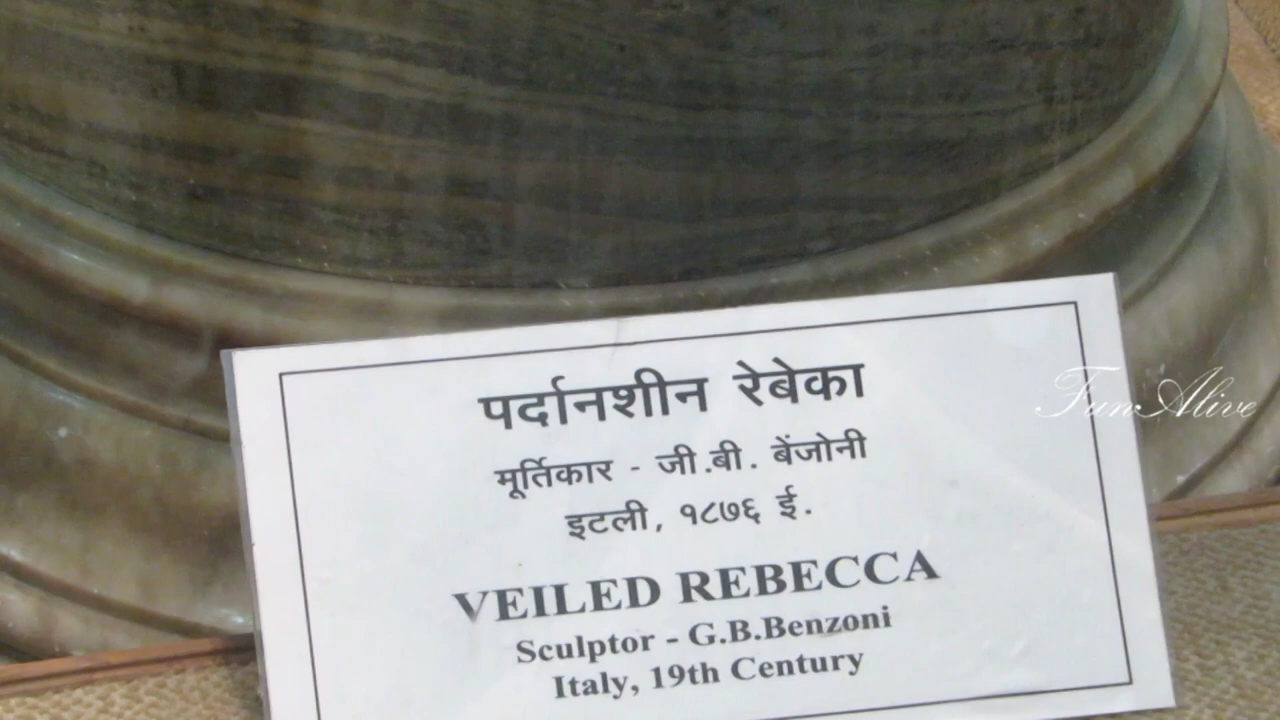 पर्दानशीन रेबेका
मूर्तिकार - जी.बी. बेंजोनी
इटली, १८७६ ई.
VEILED REBECCA
Sculptor - G.B.Benzoni
Italy, 19th Century
FunAlive